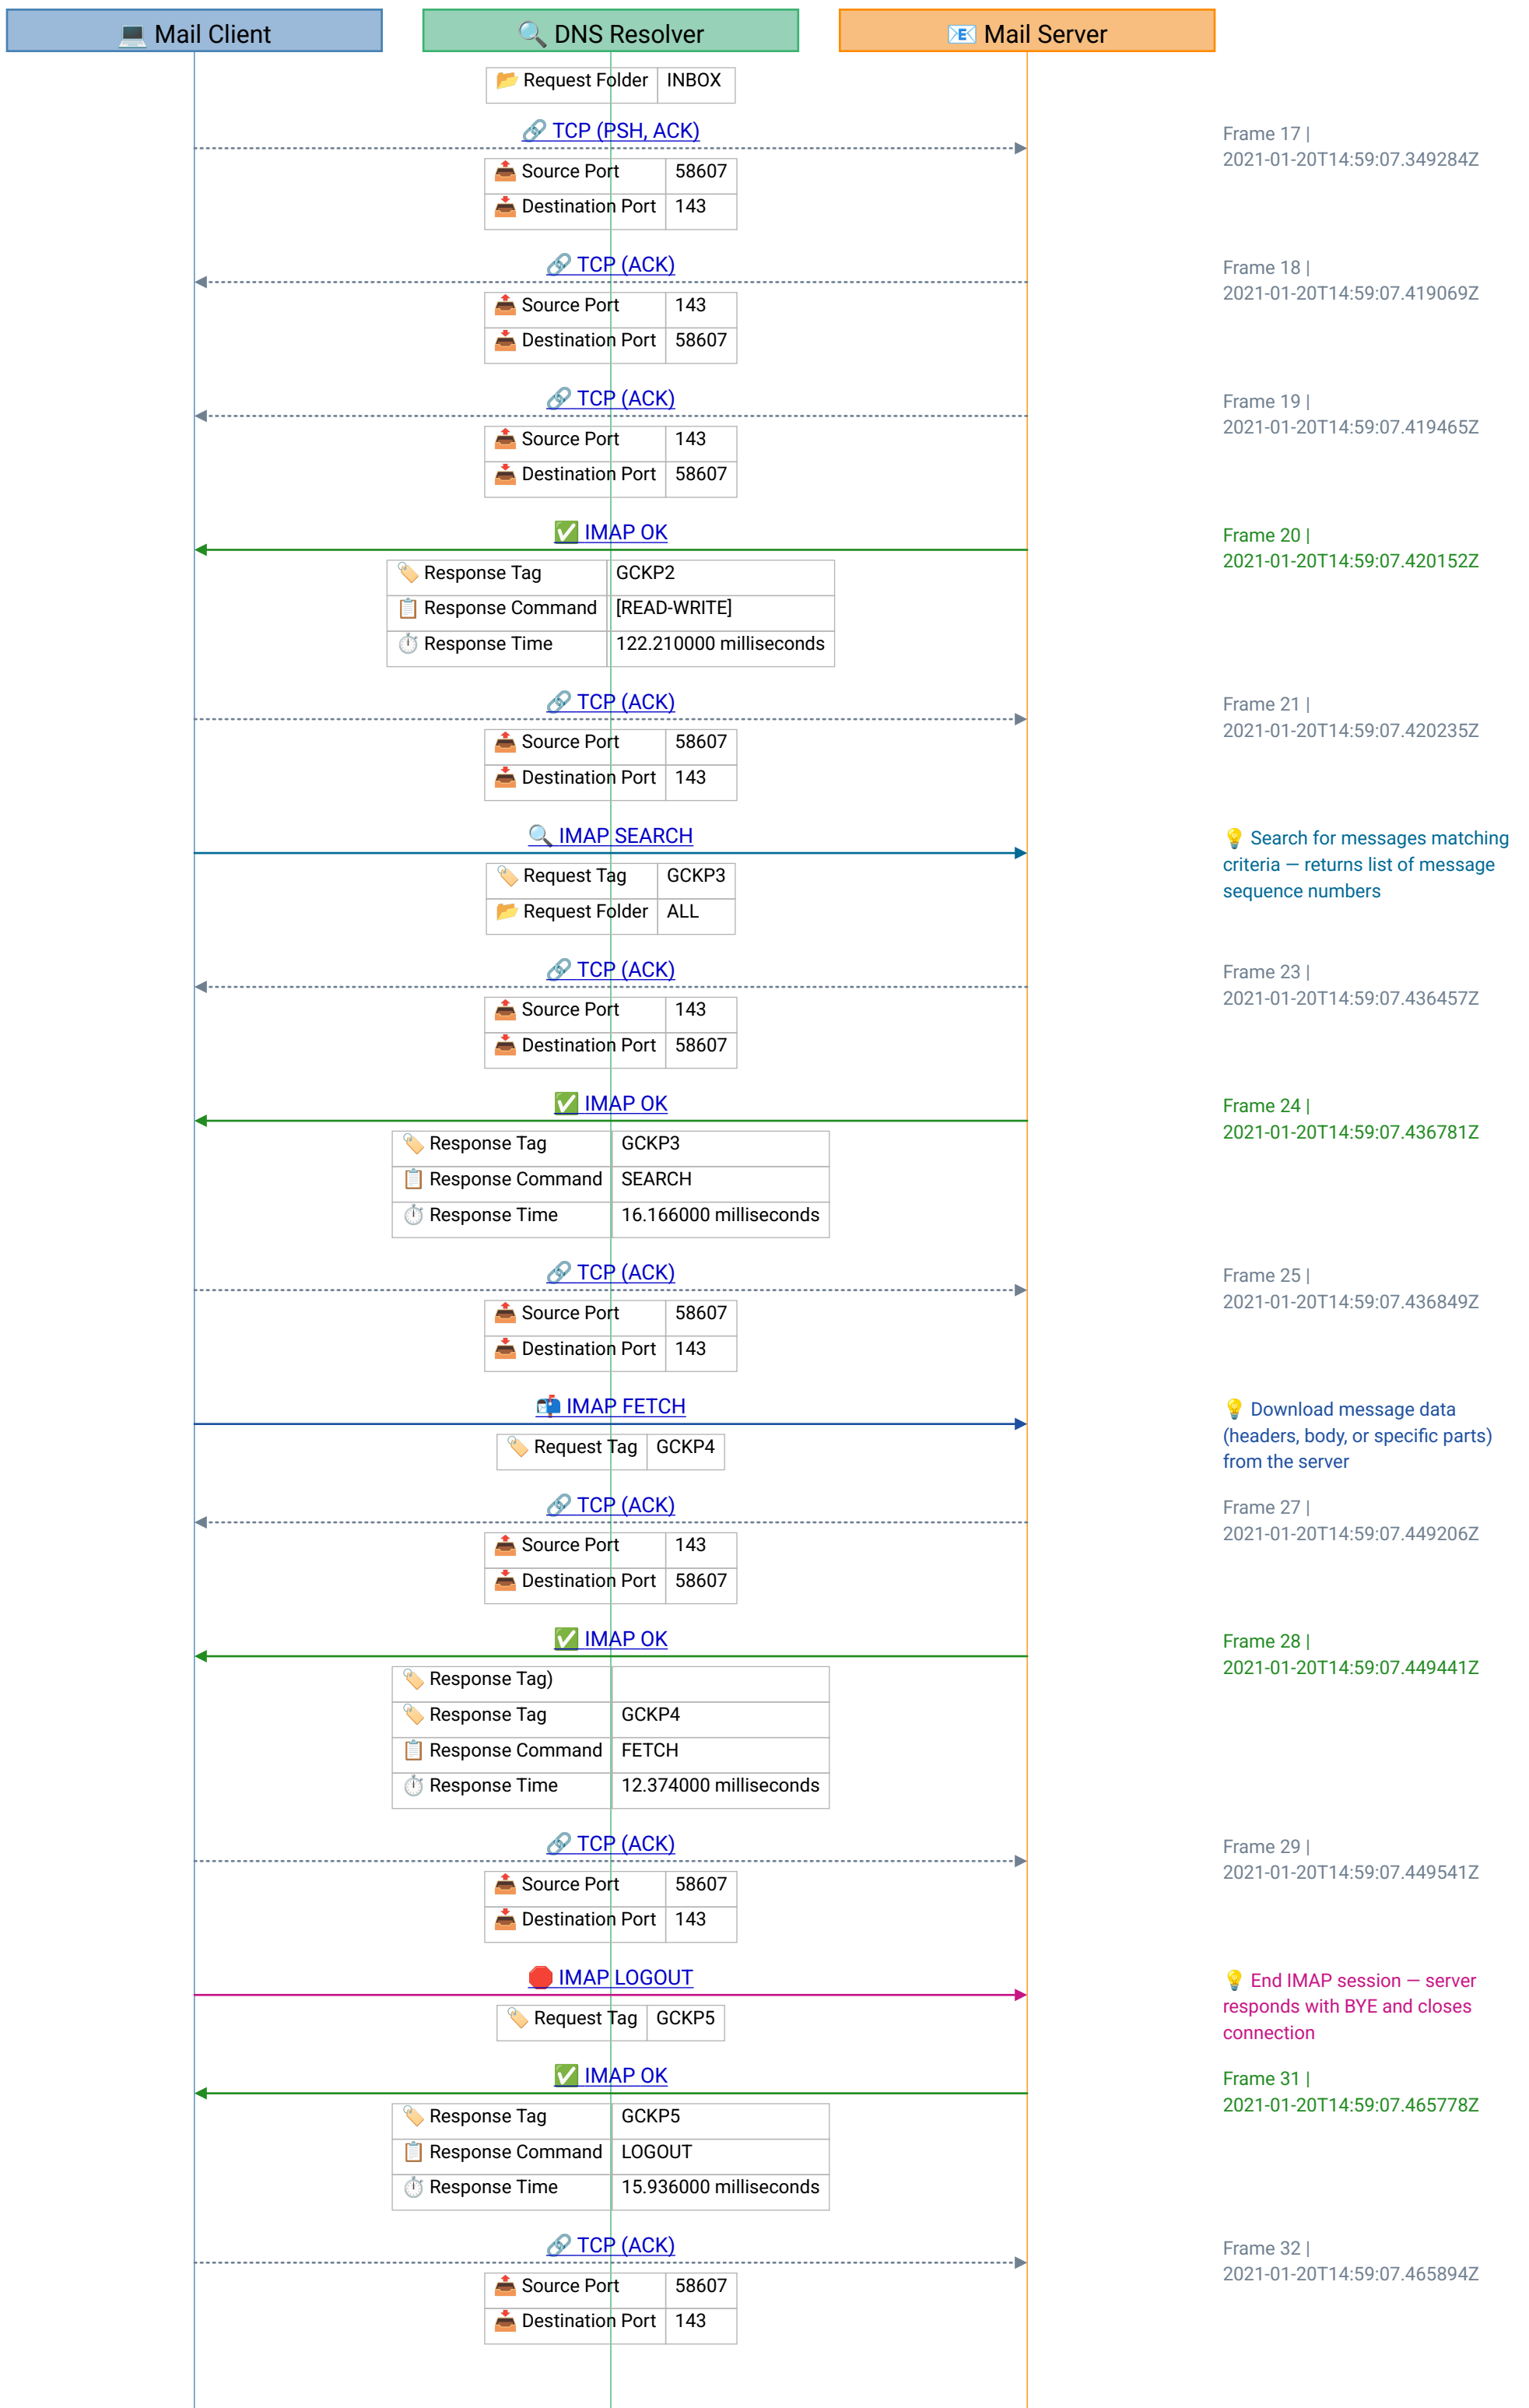 💻 Mail Client
🔍 DNS Resolver
📧 Mail Server
📂 Request Folder INBOX
🔗 TCP (PSH, ACK)
Frame 17 |
2021-01-20T14:59:07.349284Z
📤 Source Port 58607
📥 Destination Port 143
🔗 TCP (ACK)
Frame 18 |
2021-01-20T14:59:07.419069Z
📤 Source Port 143
📥 Destination Port 58607
🔗 TCP (ACK)
Frame 19 |
2021-01-20T14:59:07.419465Z
📤 Source Port 143
📥 Destination Port 58607
✅ IMAP OK
Frame 20 |
2021-01-20T14:59:07.420152Z
🏷️ Response Tag GCKP2
📋 Response Command [READ-WRITE]
⏱️ Response Time 122.210000 milliseconds
🔗 TCP (ACK)
Frame 21 |
2021-01-20T14:59:07.420235Z
📤 Source Port 58607
📥 Destination Port 143
🔍 IMAP SEARCH
💡 Search for messages matching
criteria — returns list of message
sequence numbers
🏷️ Request Tag GCKP3
📂 Request Folder ALL
🔗 TCP (ACK)
Frame 23 |
2021-01-20T14:59:07.436457Z
📤 Source Port 143
📥 Destination Port 58607
✅ IMAP OK
Frame 24 |
2021-01-20T14:59:07.436781Z
🏷️ Response Tag GCKP3
📋 Response Command SEARCH
⏱️ Response Time 16.166000 milliseconds
🔗 TCP (ACK)
Frame 25 |
2021-01-20T14:59:07.436849Z
📤 Source Port 58607
📥 Destination Port 143
📬 IMAP FETCH
💡 Download message data
(headers, body, or specific parts)
from the server
🏷️ Request Tag GCKP4
🔗 TCP (ACK)
Frame 27 |
2021-01-20T14:59:07.449206Z
📤 Source Port 143
📥 Destination Port 58607
✅ IMAP OK
Frame 28 |
2021-01-20T14:59:07.449441Z
🏷️ Response Tag)
🏷️ Response Tag GCKP4
📋 Response Command FETCH
⏱️ Response Time 12.374000 milliseconds
🔗 TCP (ACK)
Frame 29 |
2021-01-20T14:59:07.449541Z
📤 Source Port 58607
📥 Destination Port 143
🛑 IMAP LOGOUT
💡 End IMAP session — server
responds with BYE and closes
connection
🏷️ Request Tag GCKP5
✅ IMAP OK
Frame 31 |
2021-01-20T14:59:07.465778Z
🏷️ Response Tag GCKP5
📋 Response Command LOGOUT
⏱️ Response Time 15.936000 milliseconds
🔗 TCP (ACK)
Frame 32 |
2021-01-20T14:59:07.465894Z
📤 Source Port 58607
📥 Destination Port 143